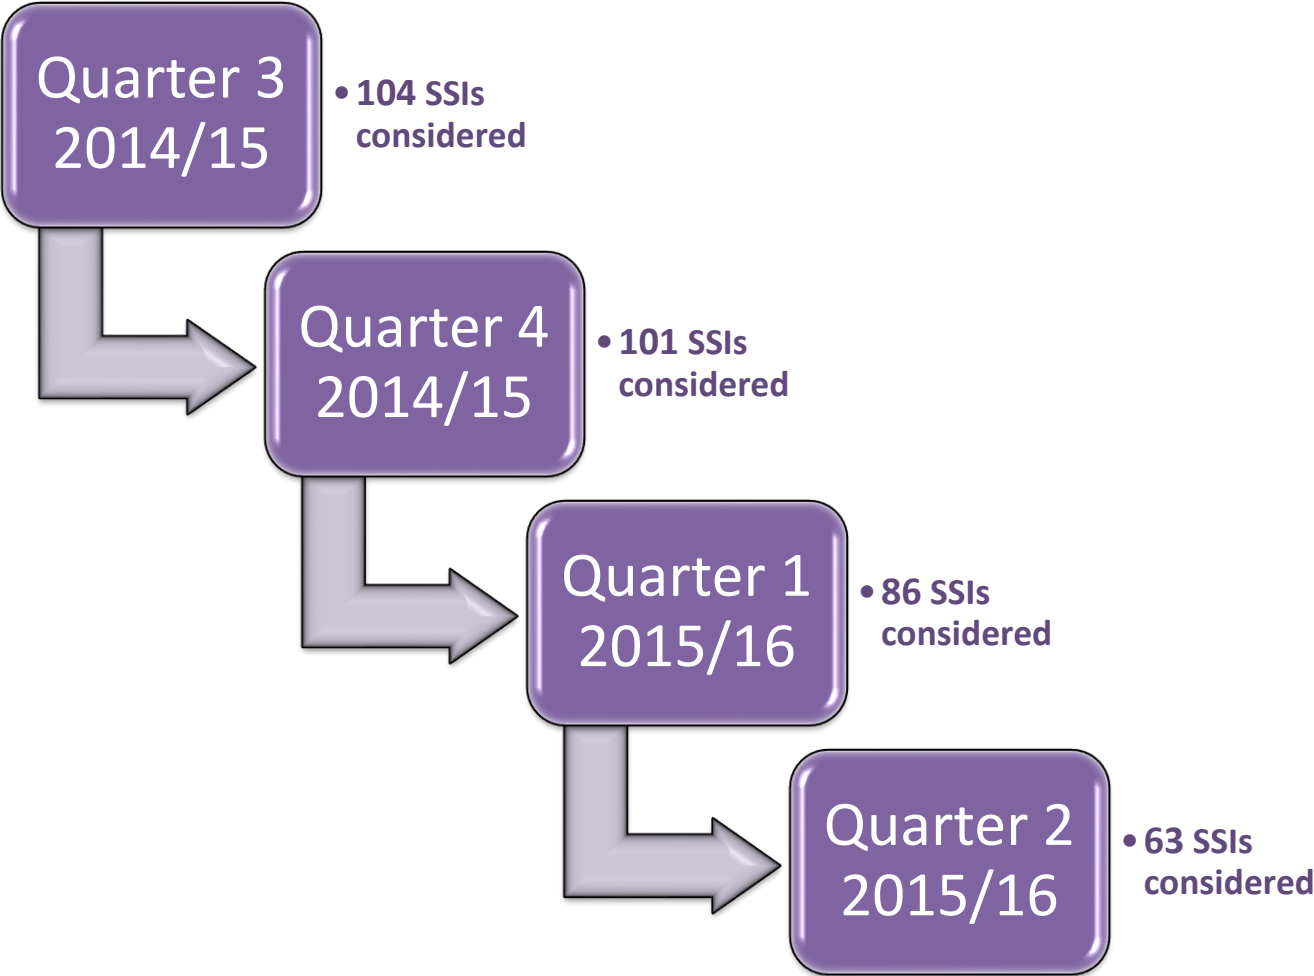 Quarter 3
2014/15
• 104 SSIs
considered
Quarter 4
2014/15
• 101 SSIs
considered
Quarter 1
2015/16
• 86 SSIs
considered
Quarter 2
2015/16
• 63 SSIs
considered